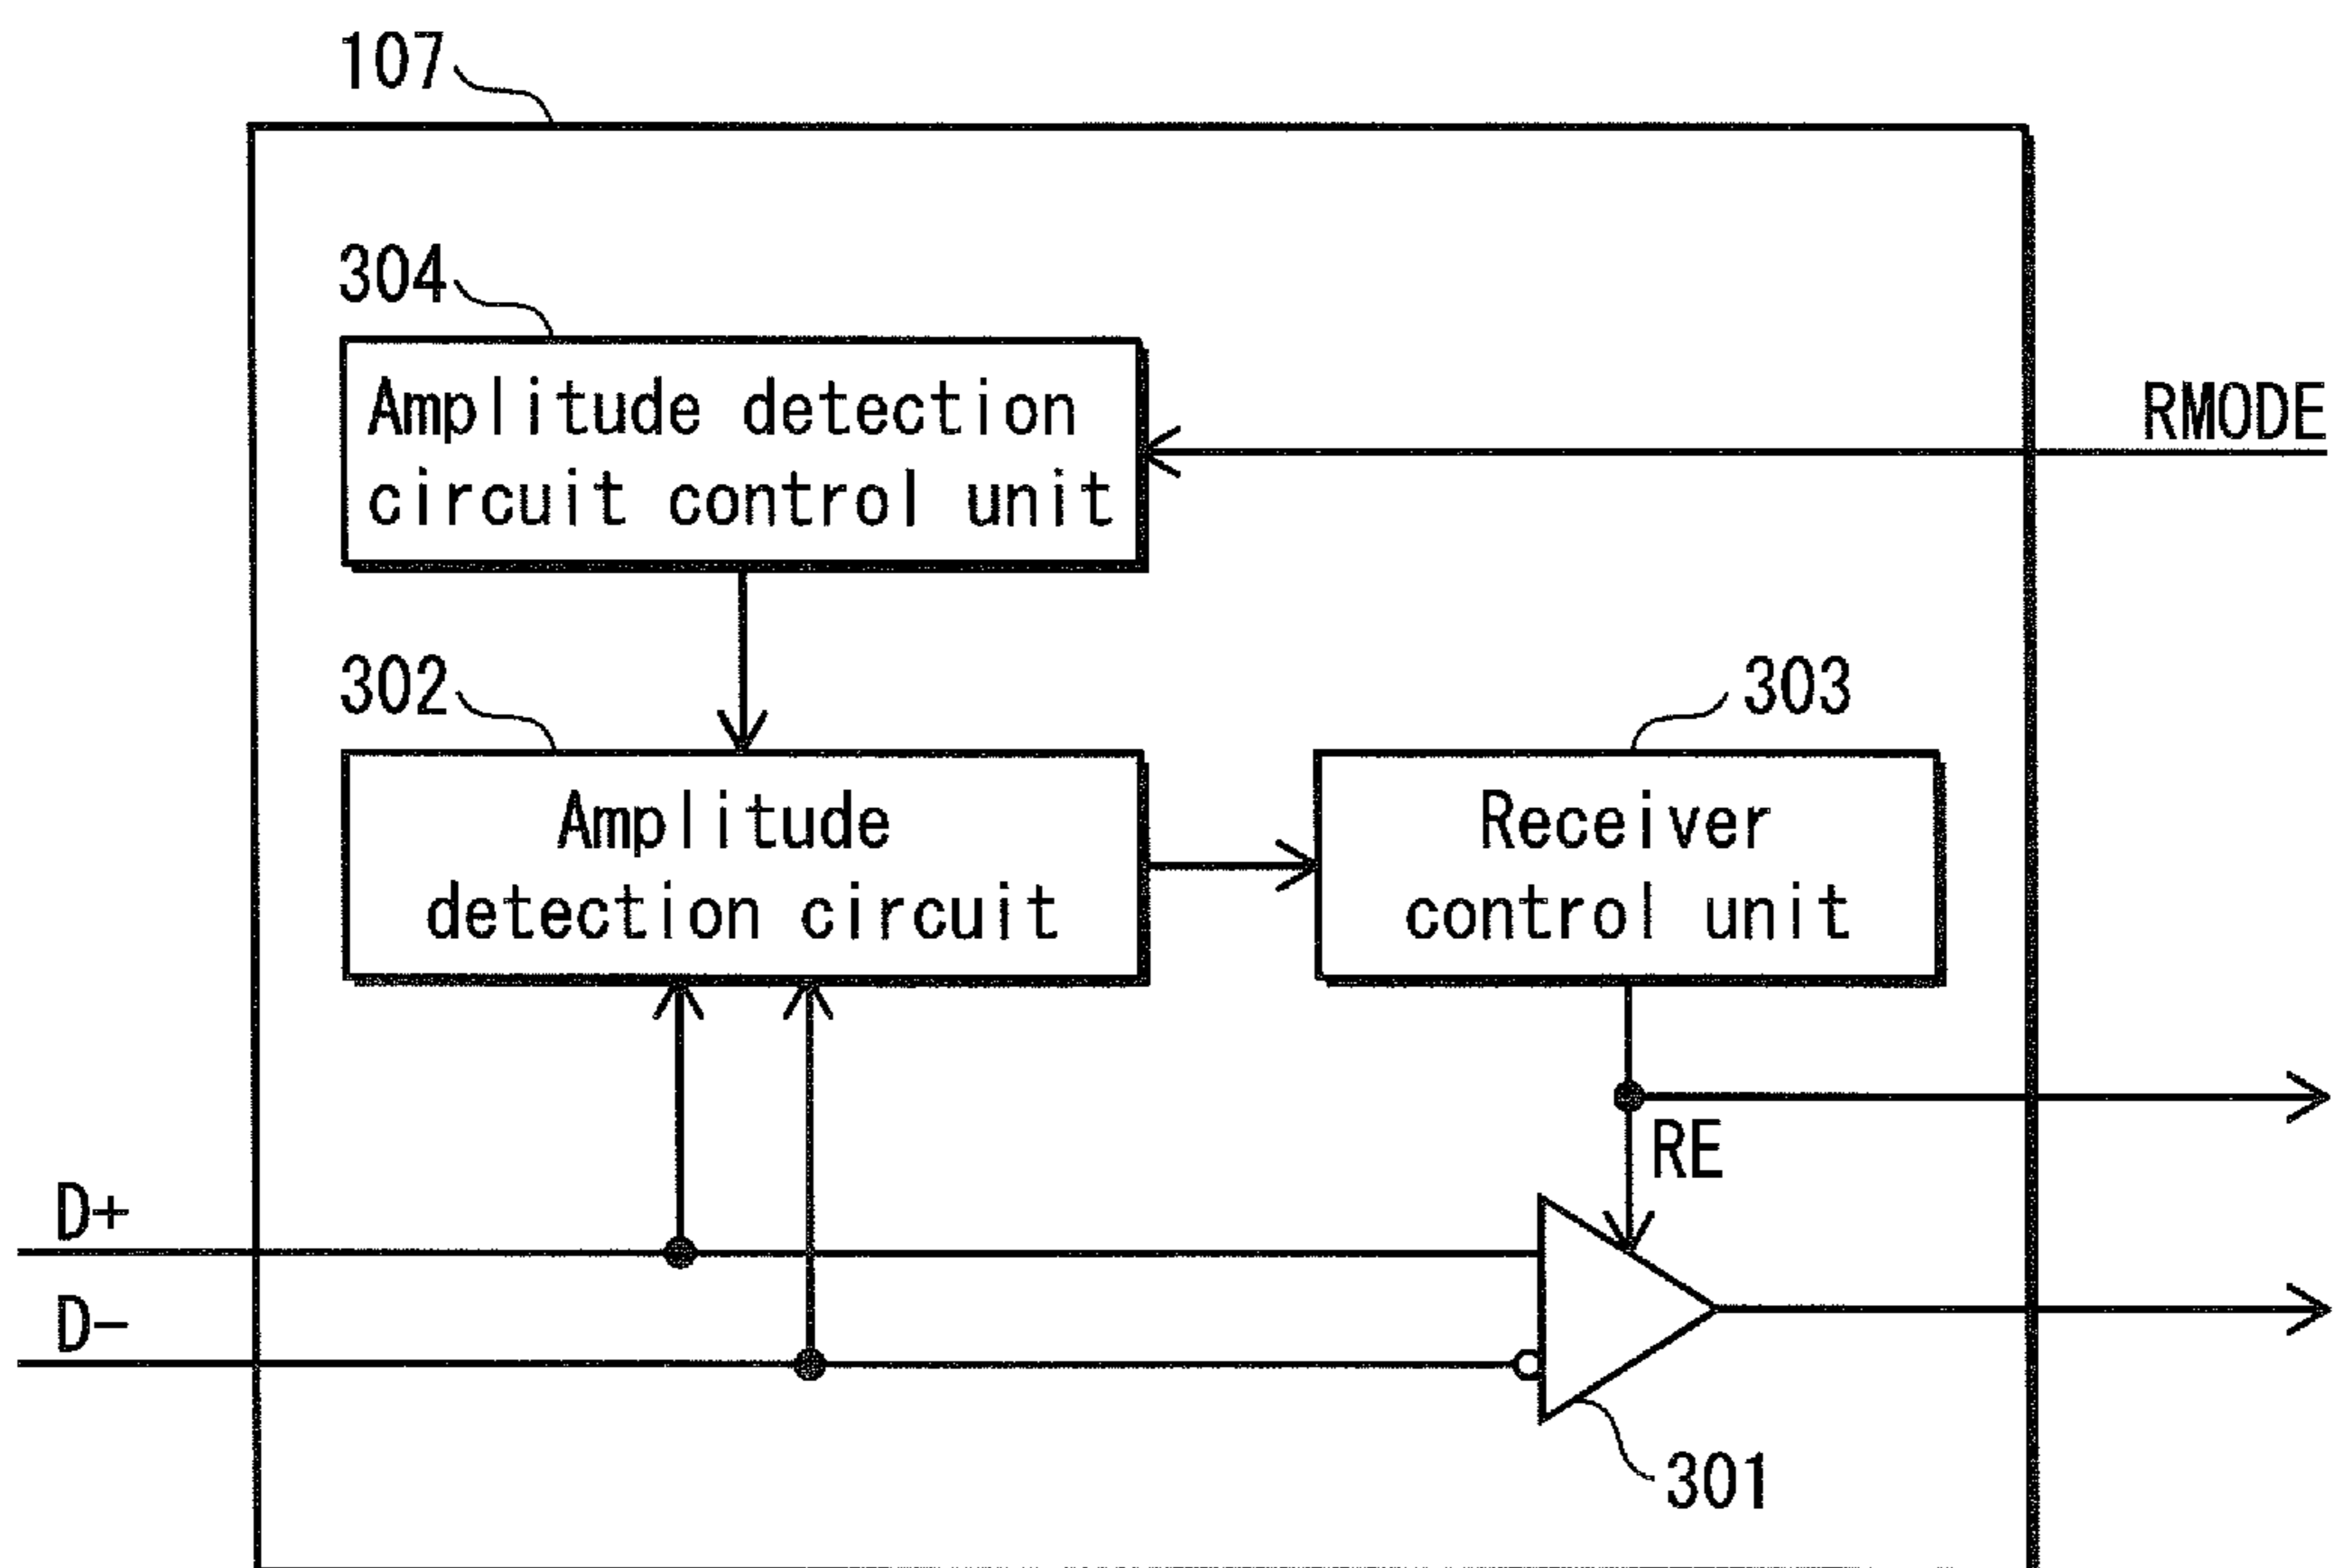 107
304
Amplitude detection
circuit control unit
RMODE
302
303
Amplitude
detection circuit
Receiver
control unit
RE
D+
D-
301